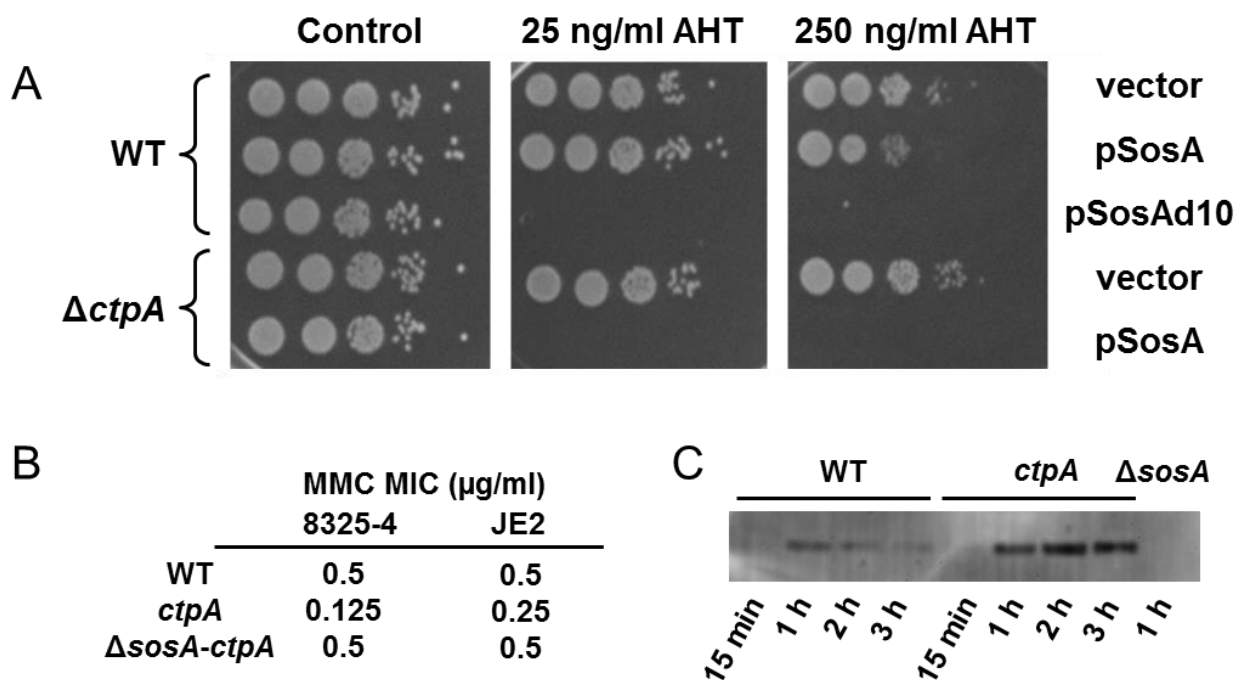 Control 25 ng/ml AHT 250 ng/ml AHT
A
WT
ΔctpA
vector
pSosA
pSosAd10
vector
pSosA
B
MMC MIC (µg/ml)
8325-4 JE2
WT 0.5 0.5
ctpA 0.125 0.25
ΔsosA-ctpA 0.5 0.5
C
WT ctpA ΔsosA
15 min 1 h 2 h 3 h 15 min 1 h 2 h 3 h 1 h